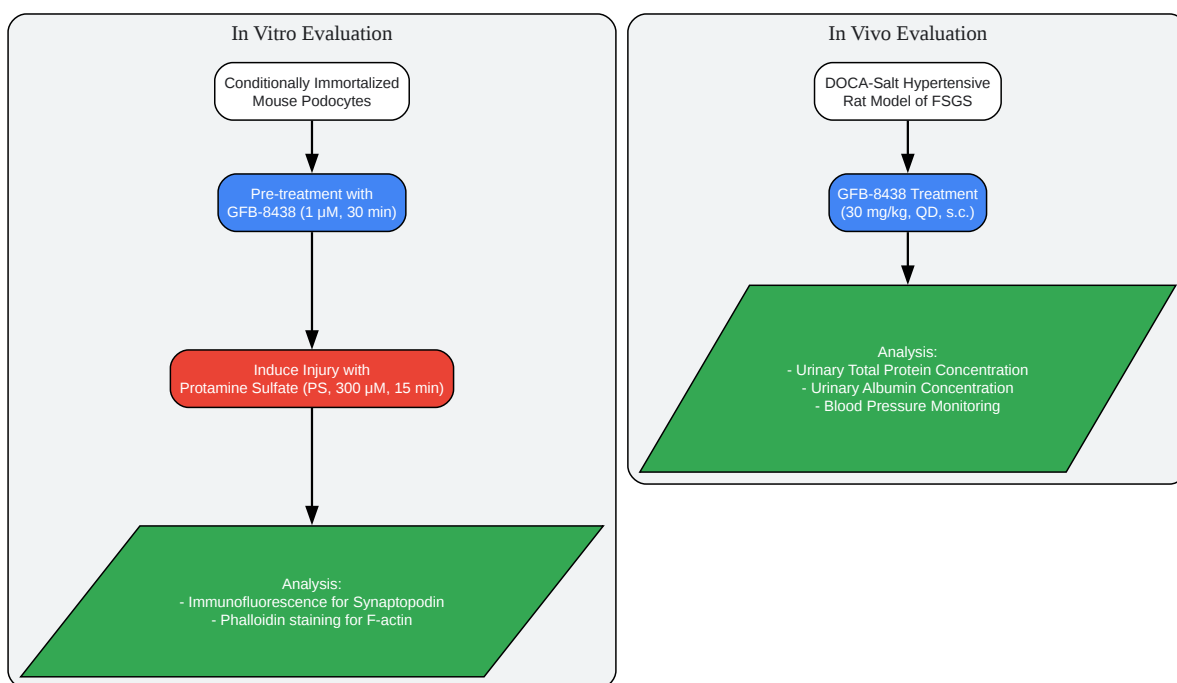 In Vitro Evaluation
Conditionally Immortalized
Mouse Podocytes
Pre-treatment with
GFB-8438 (1 μM, 30 min)
Induce Injury with
Protamine Sulfate (PS, 300 μM, 15 min)
Analysis:
- Immunofluorescence for Synaptopodin
- Phalloidin staining for F-actin
In Vivo Evaluation
DOCA-Salt Hypertensive
Rat Model of FSGS
GFB-8438 Treatment
(30 mg/kg, QD, s.c.)
Analysis:
- Urinary Total Protein Concentration
- Urinary Albumin Concentration
- Blood Pressure Monitoring